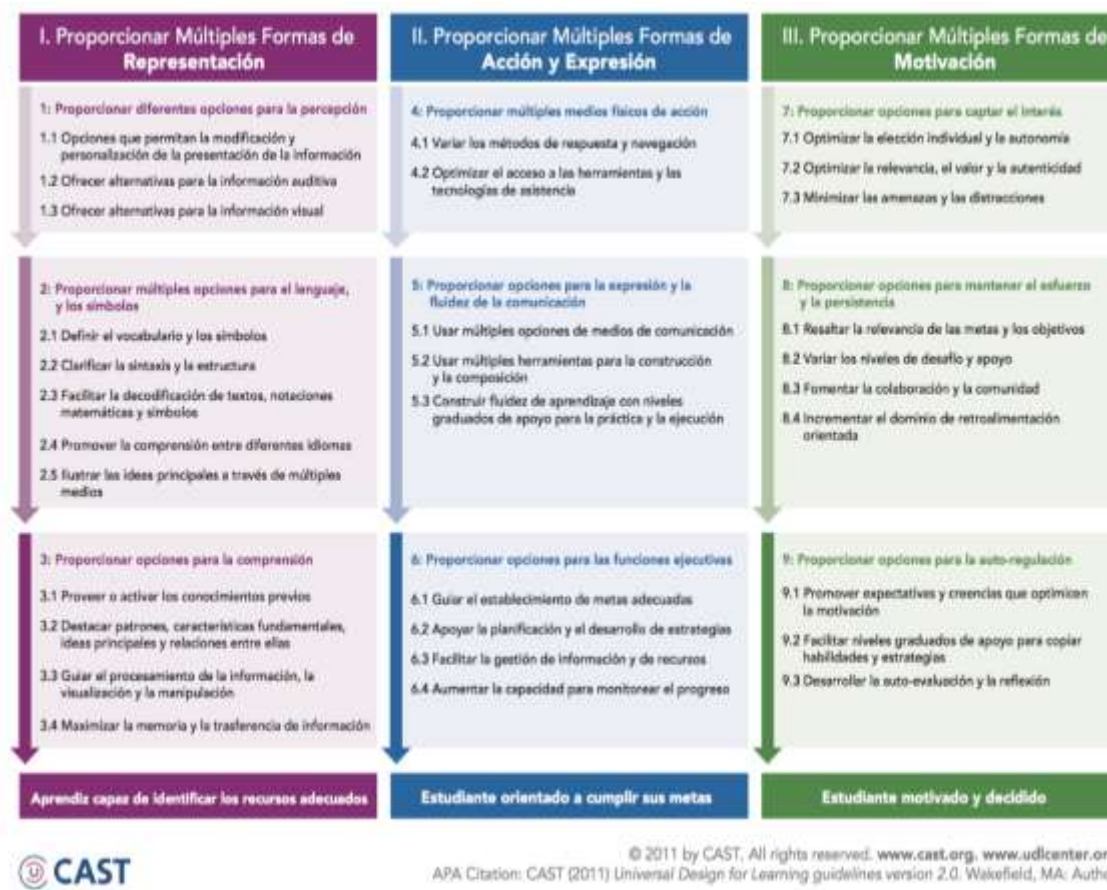 I. Proporcionar Múltiples Formas de
Representación
1: Proporcionar diferentes opciones para la percepción
1.1 Opciones que permitan la modificación y
personalización de la presentación de la información
1.2 Ofrecer alternativas para la información auditiva
1.3 Ofrecer alternativas para la información visual
2: Proporcionar múltiples opciones para el lenguaje,
y los símbolos
2.1 Definir el vocabulario y los símbolos
2.2 Clarificar la sintaxis y la estructura
2.3 Facilitar la decodificación de textos, notaciones
matemáticas y símbolos
2.4 Promover la comprensión entre diferentes idiomas
2.5 Ilustrar las ideas principales a través de múltiples
medios
3: Proporcionar opciones para la comprensión
3.1 Proveer o activar los conocimientos previos
3.2 Destacar patrones, características fundamentales,
ideas principales y relaciones entre ellas
3.3 Guiar el procesamiento de la información, la
visualización y la manipulación
3.4 Maximizar la memoria y la trasferencia de información
Aprendiz capaz de identificar los recursos adecuados
II. Proporcionar Múltiples Formas de
Acción y Expresión
4: Proporcionar múltiples medios físicos de acción
4.1 Variar los métodos de respuesta y navegación
4.2 Optimizar el acceso a las herramientas y las
tecnologías de asistencia
5: Proporcionar opciones para la expresión y la
fluidez de la comunicación
5.1 Usar múltiples opciones de medios de comunicación
5.2 Usar múltiples herramientas para la construcción
y la composición
5.3 Construir fluidez de aprendizaje con niveles
graduados de apoyo para la práctica y la ejecución
6: Proporcionar opciones para las funciones ejecutivas
6.1 Guiar el establecimiento de metas adecuadas
6.2 Apoyar la planificación y el desarrollo de estrategias
6.3 Facilitar la gestión de información y de recursos
6.4 Aumentar la capacidad para monitorear el progreso
Estudiante orientado a cumplir sus metas
III. Proporcionar Múltiples Formas de
Motivación
7: Proporcionar opciones para captar el interés
7.1 Optimizar la elección individual y la autonomía
7.2 Optimizar la relevancia, el valor y la autenticidad
7.3 Minimizar las amenazas y las distracciones
8: Proporcionar opciones para mantener el esfuerzo
y la persistencia
8.1 Resaltar la relevancia de las metas y los objetivos
8.2 Variar los niveles de desafío y apoyo
8.3 Fomentar la colaboración y la comunidad
8.4 Incrementar el dominio de retroalimentación
orientada
9: Proporcionar opciones para la auto-regulación
9.1 Promover expectativas y creencias que optimicen
la motivación
9.2 Facilitar niveles graduados de apoyo para copiar
habilidades y estrategias
9.3 Desarrollar la auto-evaluación y la reflexión
Estudiante motivado y decidido
CAST
© 2011 by CAST. All rights reserved. www.cast.org, www.udlcenter.or
APA Citation: CAST (2011) Universal Design for Learning guidelines version 2.0. Wakefield, MA: Autho